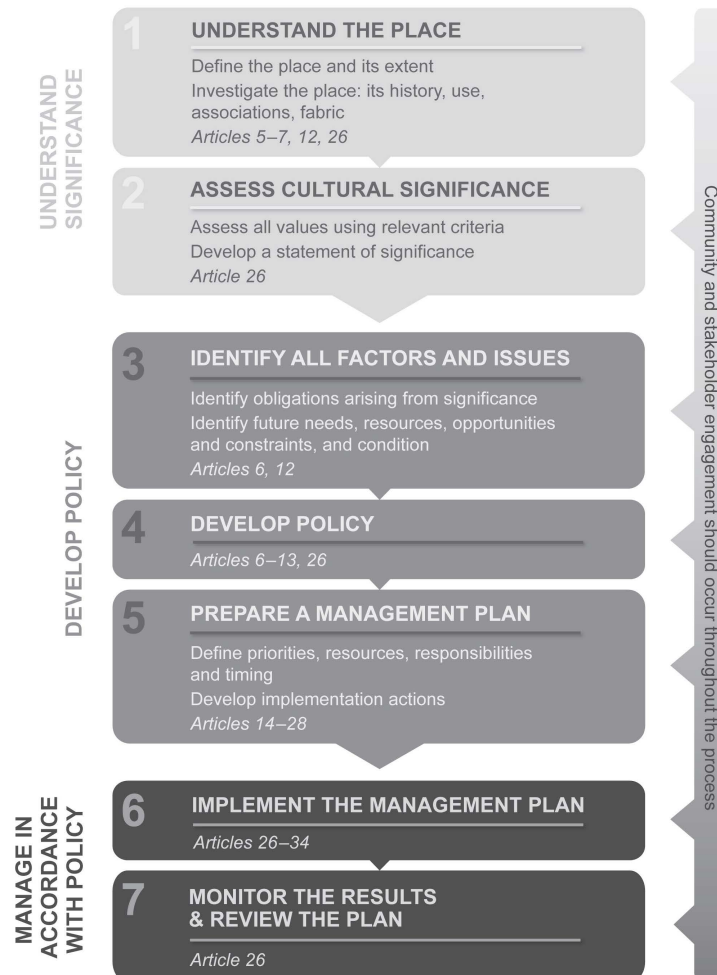 UNDERSTAND
SIGNIFICANCE
1
UNDERSTAND THE PLACE
Define the place and its extent
Investigate the place: its history, use,
associations, fabric
Articles 5–7, 12, 26
2
ASSESS CULTURAL SIGNIFICANCE
Assess all values using relevant criteria
Develop a statement of significance
Article 26
DEVELOP POLICY
3
IDENTIFY ALL FACTORS AND ISSUES
Identify obligations arising from significance
Identify future needs, resources, opportunities
and constraints, and condition
Articles 6, 12
4
DEVELOP POLICY
Articles 6–13, 26
5
PREPARE A MANAGEMENT PLAN
Define priorities, resources, responsibilities
and timing
Develop implementation actions
Articles 14–28
MANAGE IN
ACCORDANCE
WITH POLICY
6
IMPLEMENT THE MANAGEMENT PLAN
Articles 26–34
7
MONITOR THE RESULTS
& REVIEW THE PLAN
Article 26
Community and stakeholder engagement should occur throughout the process